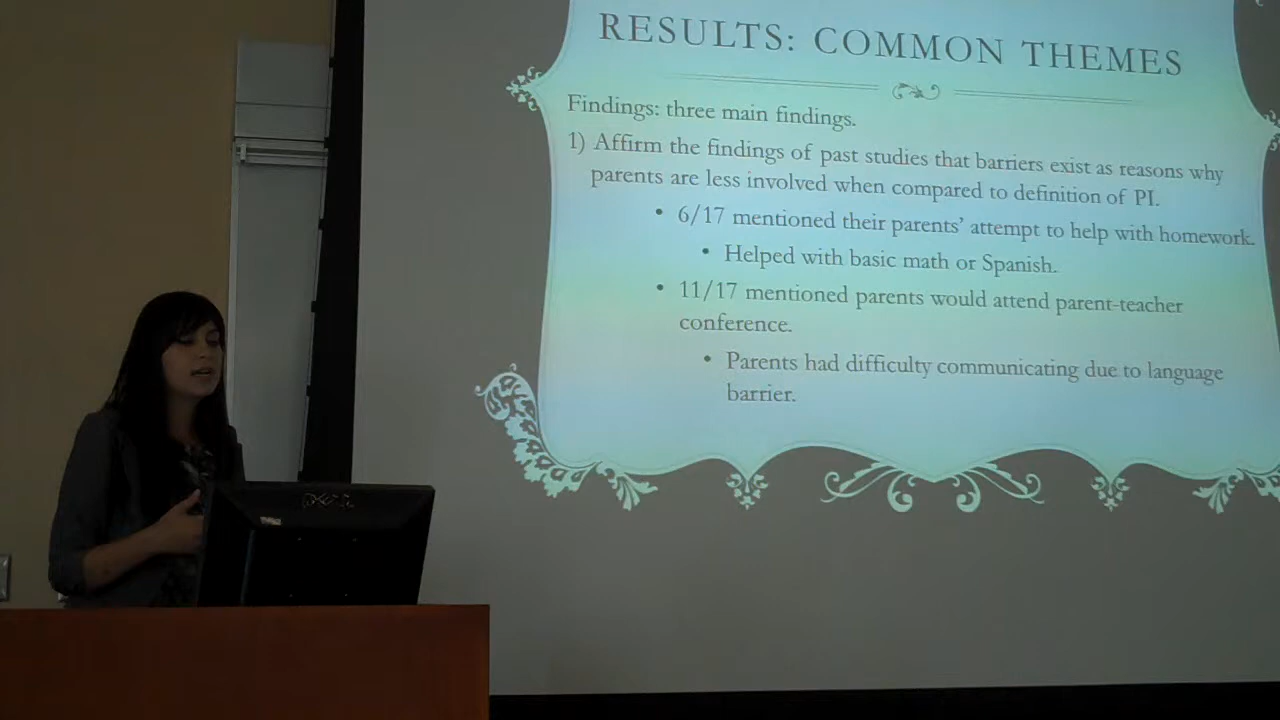 RESULTS: COMMON THEMES
Findings: three main findings.
1) Affirm the findings of past studies that barriers exist as reasons why
parents are less involved when compared to definition of PI.
• 6/17 mentioned their parents' attempt to help with homework.
• Helped with basic math or Spanish.
• 11/17 mentioned parents would attend parent-teacher
conference.
• Parents had difficulty communicating due to language
barrier.
DELL